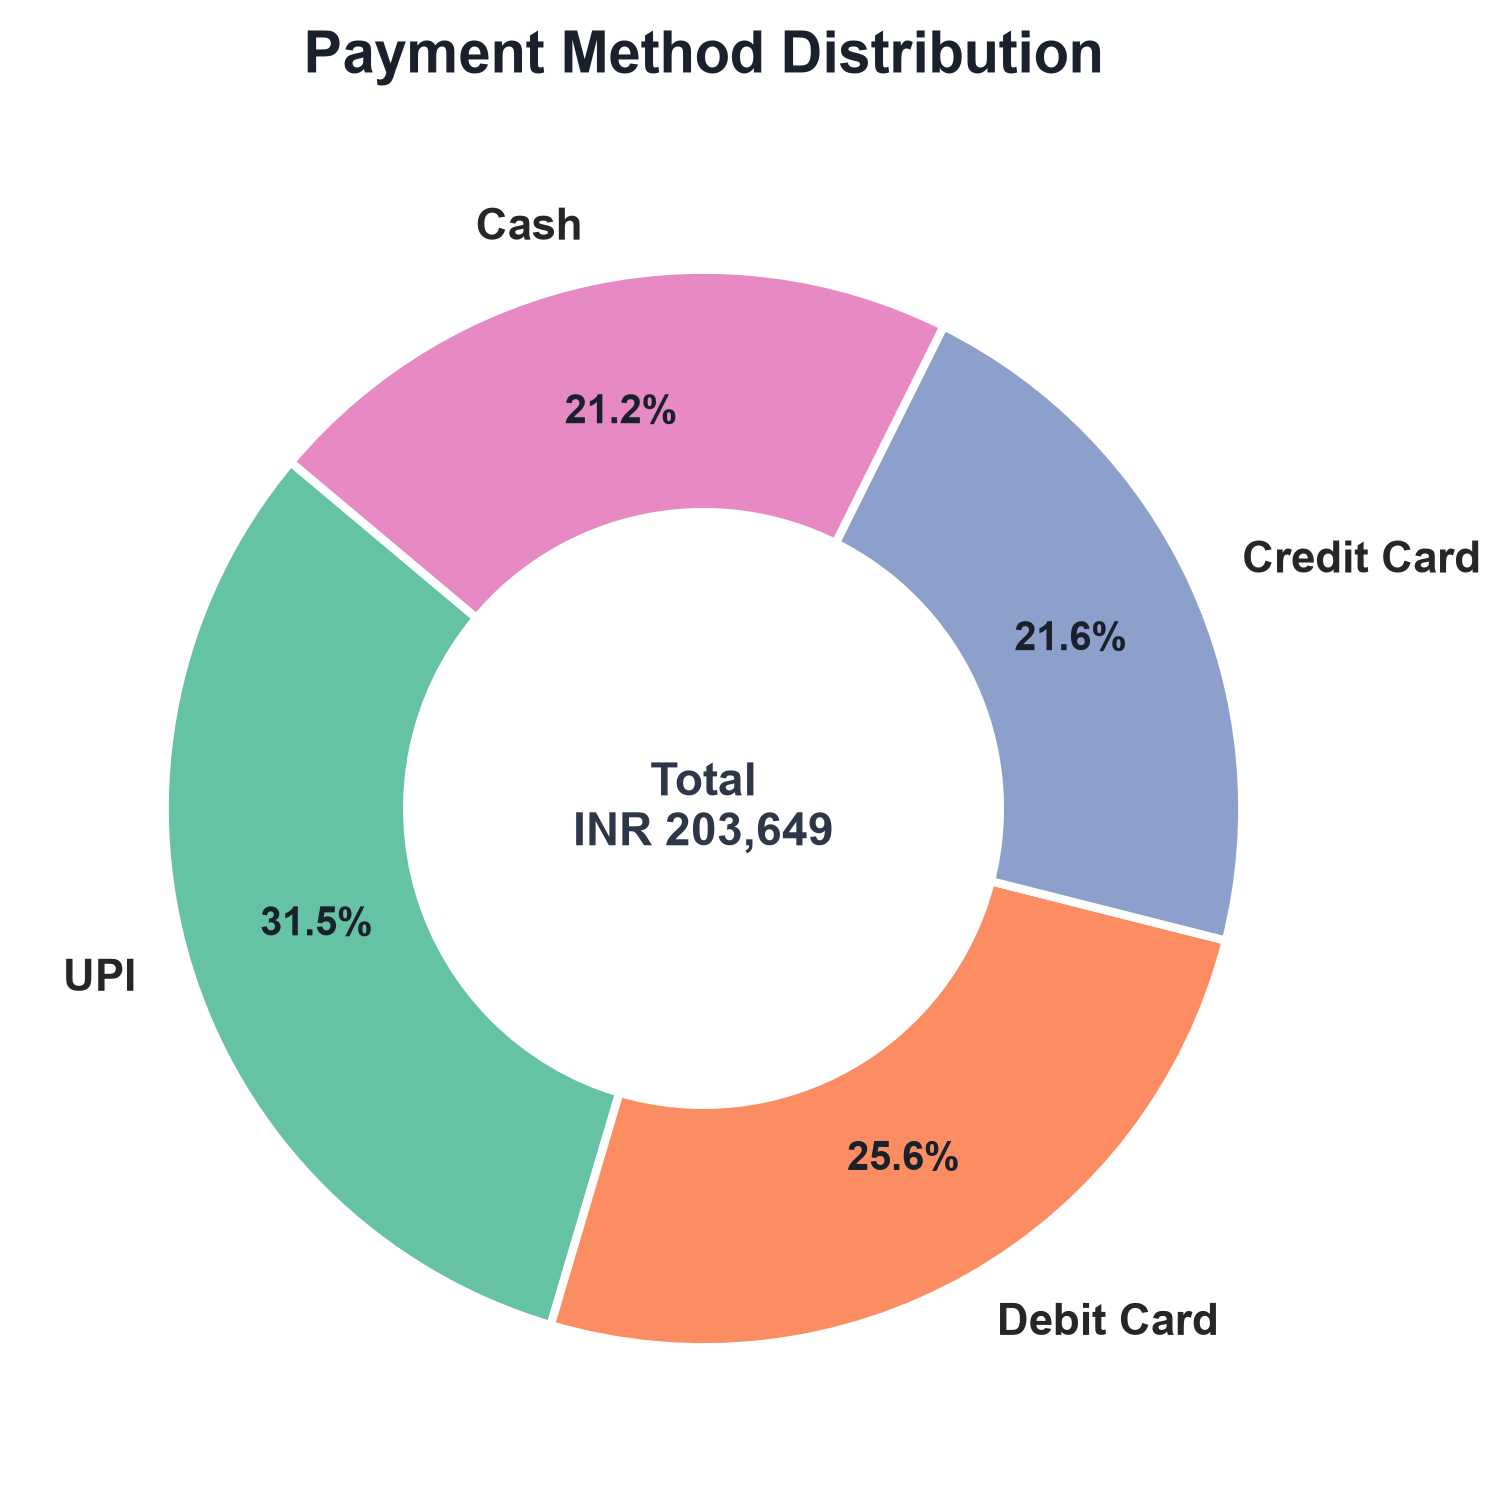 Payment Method Distribution
Cash
21.2%
Credit Card
21.6%
Total
INR 203,649
31.5%
UPI
25.6%
Debit Card